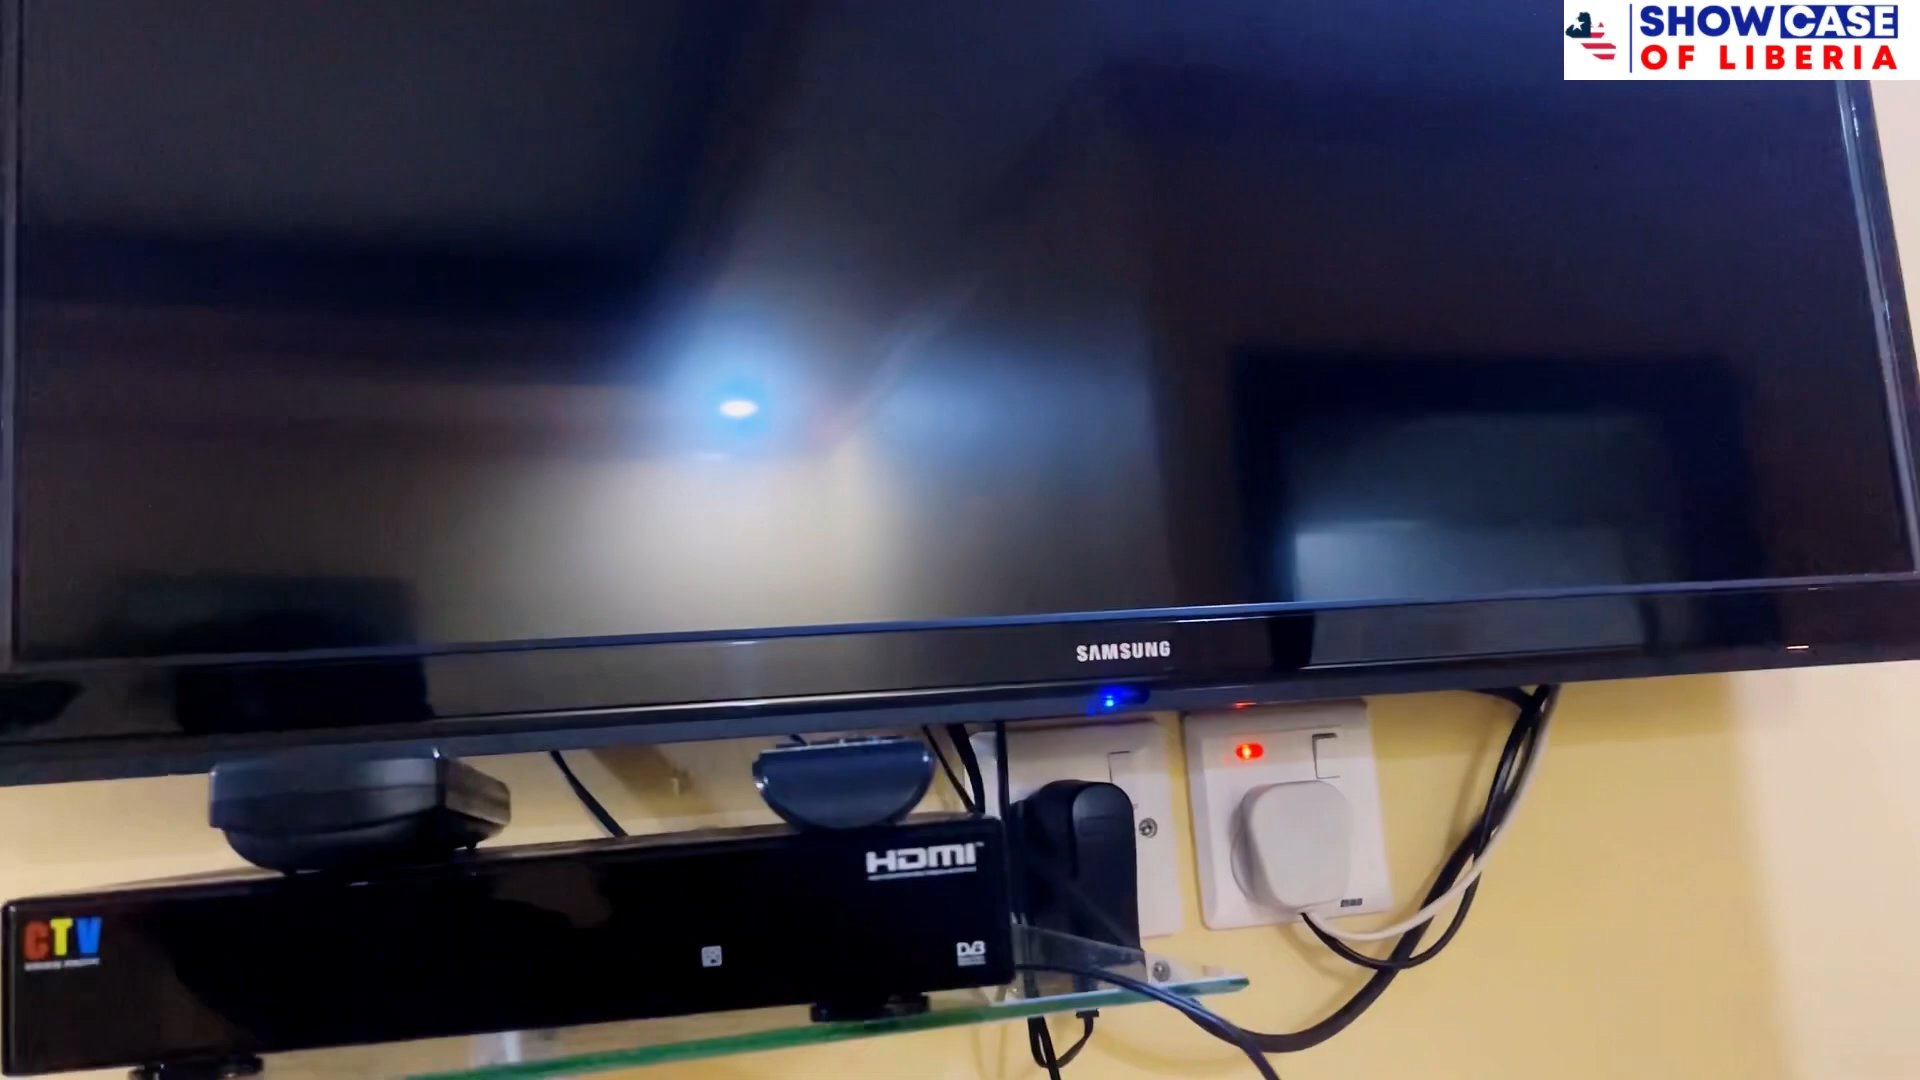 SHOWCASE
OF LIBERIA
SAMSUNG
HDMI
CTV
DVB